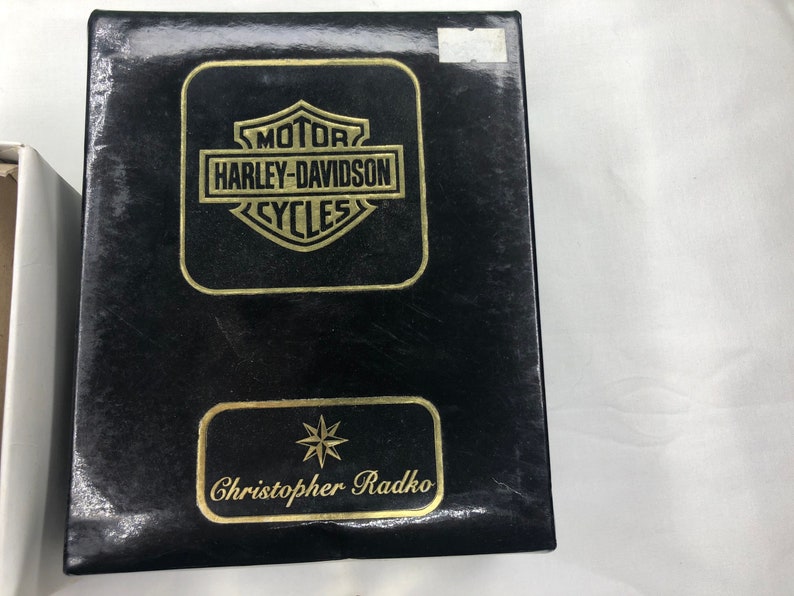 MOTOR
HARLEY-DAVIDSON
CYCLES
Christopher Radko